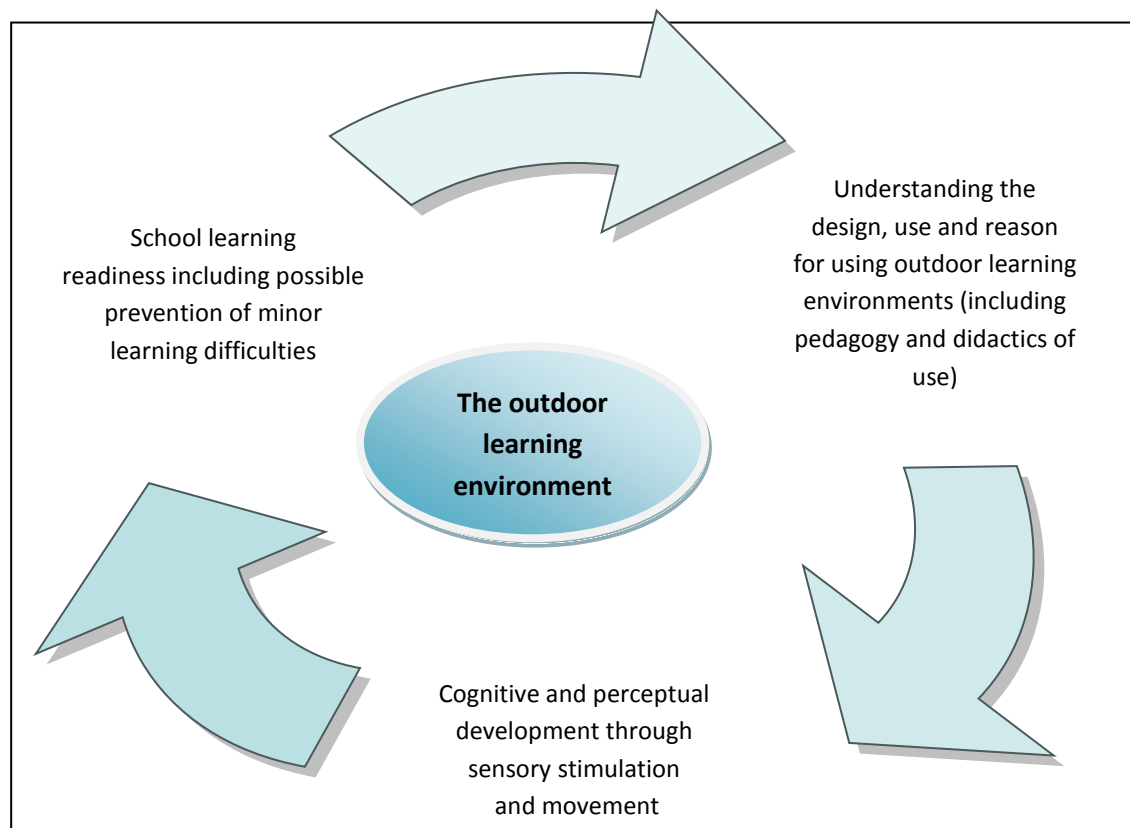 School learning
readiness including possible
prevention of minor
learning difficulties
Understanding the
design, use and reason
for using outdoor learning
environments (including
pedagogy and didactics of
use)
The outdoor
learning
environment
Cognitive and perceptual
development through
sensory stimulation
and movement